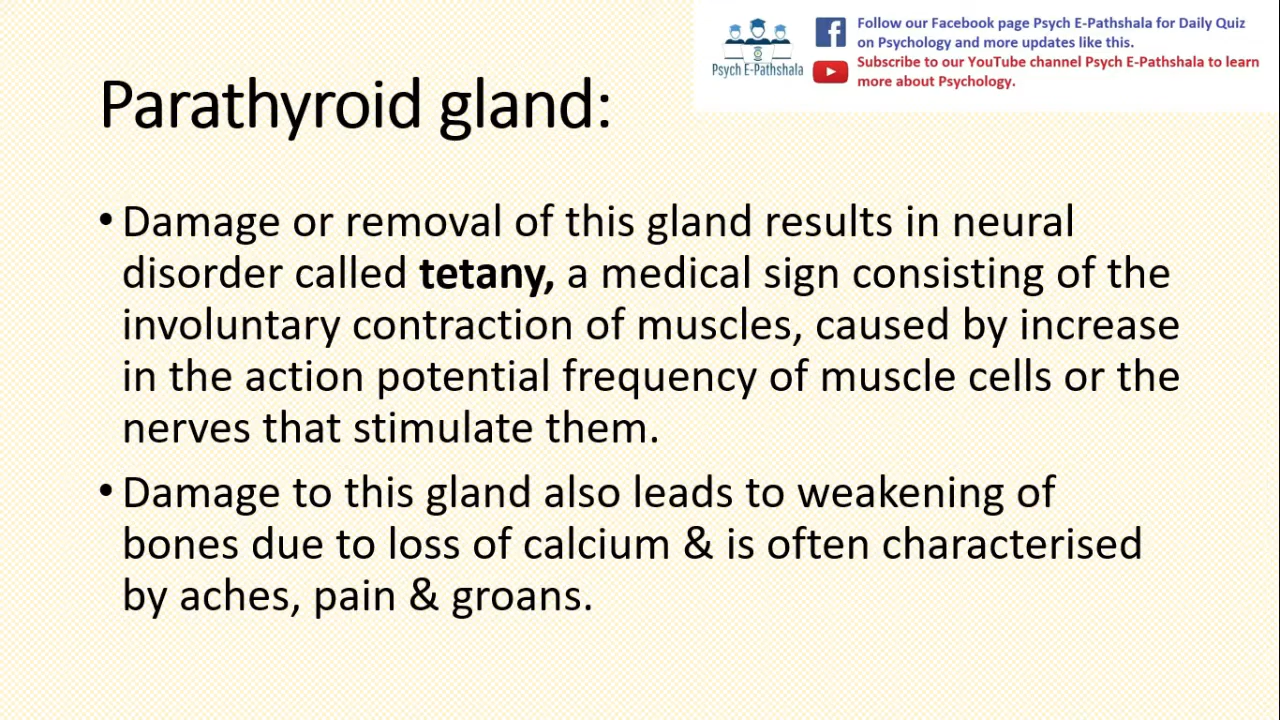 Psych E-Pathshala
Follow our Facebook page Psych E-Pathshala for Daily Quiz
on Psychology and more updates like this.
Subscribe to our YouTube channel Psych E-Pathshala to learn
more about Psychology.
Parathyroid gland:
• Damage or removal of this gland results in neural
disorder called tetany, a medical sign consisting of the
involuntary contraction of muscles, caused by increase
in the action potential frequency of muscle cells or the
nerves that stimulate them.
• Damage to this gland also leads to weakening of
bones due to loss of calcium & is often characterised
by aches, pain & groans.